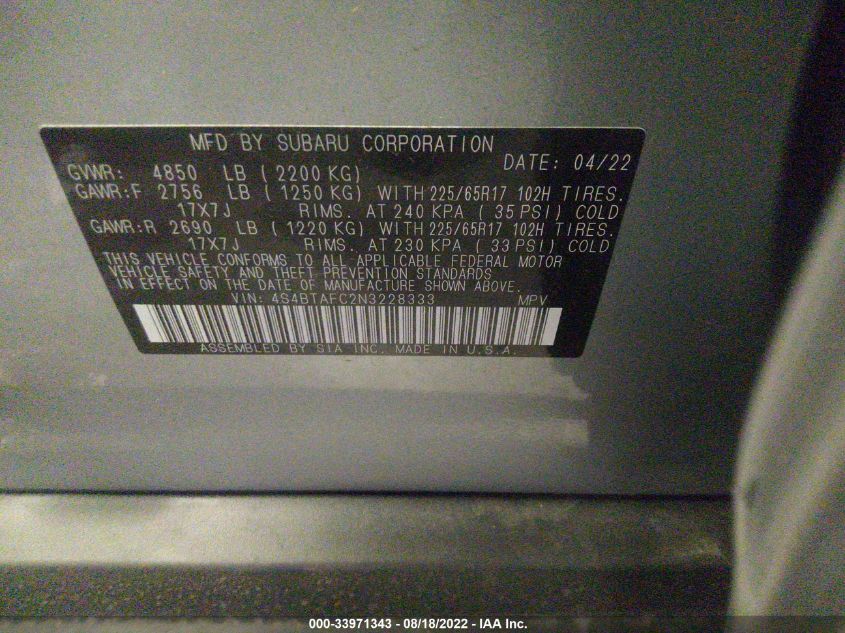 MFD BY SUBARU CORPORATION
DATE: 04/22
GVWR: 4850 LB ( 2200 KG)
GAWR:F 2756 LB ( 1250 KG) WITH 225/65R17 102H TIRES.
17X7J RIMS. AT 240 KPA ( 35 PSI) COLD
GAWR:R 2690 LB ( 1220 KG) WITH 225/65R17 102H TIRES.
17X7J RIMS. AT 230 KPA ( 33 PSI) COLD
THIS VEHICLE CONFORMS TO ALL APPLICABLE FEDERAL MOTOR
VEHICLE SAFETY AND THEFT PREVENTION STANDARDS
IN EFFECT ON THE DATE OF MANUFACTURE SHOWN ABOVE.
VIN: 4S4BTAFC2N3228333 MPV
ASSEMBLED BY SIA INC. MADE IN U.S.A.
000-33971343 - 08/18/2022 - IAA Inc.